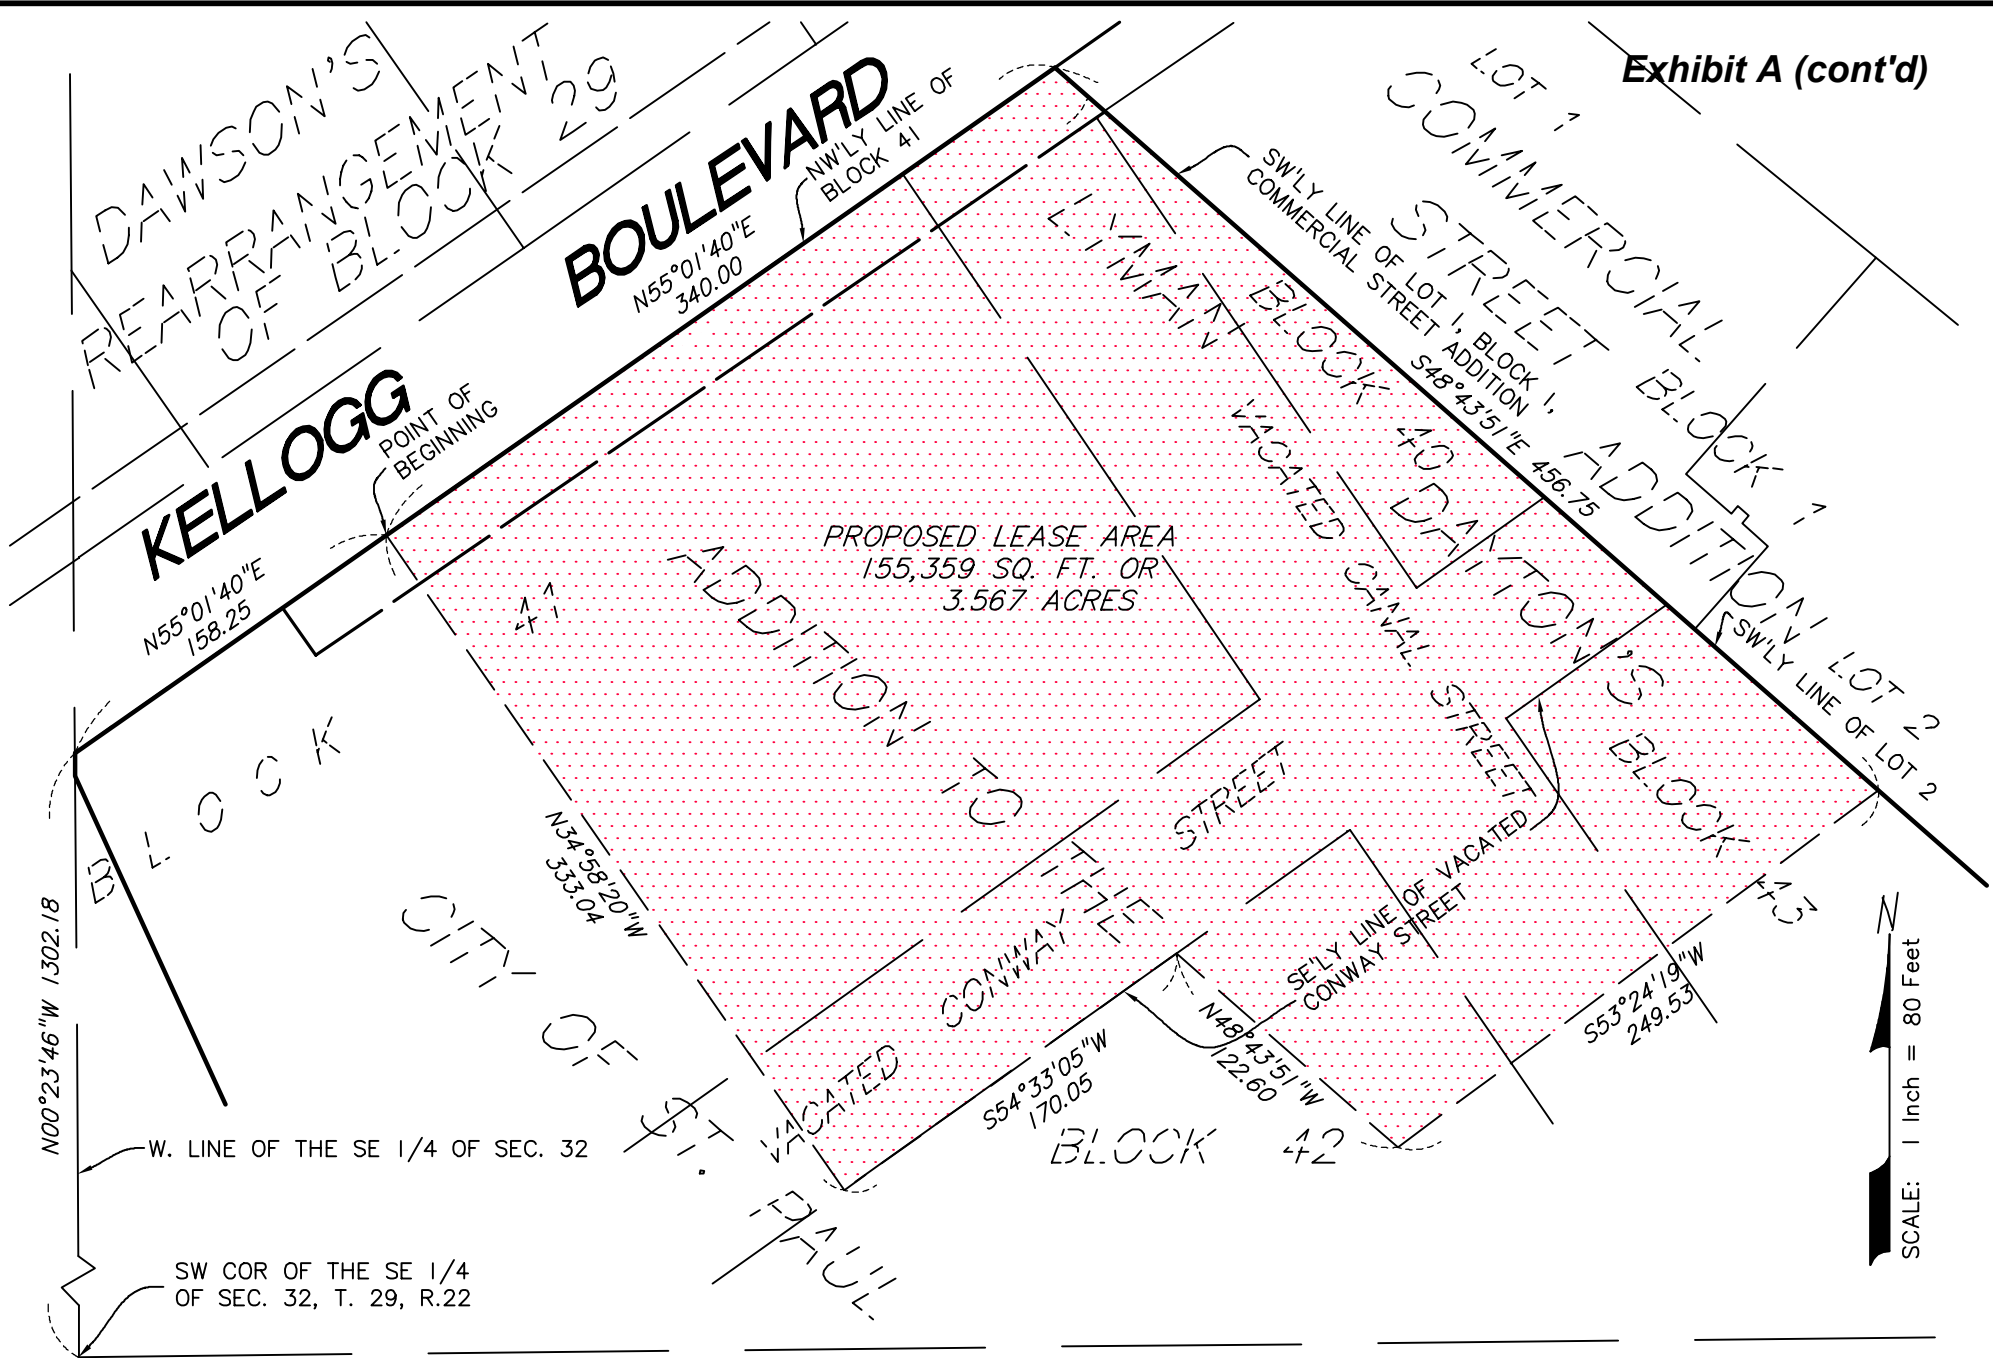 Exhibit A (cont'd)
DAWSON'S
REARRANGEMENT
OF BLOCK 29
KELLOGG
BOULEVARD
NW'LY LINE OF
BLOCK 41
N55°01'40"E
340.00
POINT OF
BEGINNING
N55°01'40"E
158.25
LOT 1
COMMERCIAL
STREET
ADDITION
BLOCK 1
SW'LY LINE OF LOT 1, BLOCK 1,
COMMERCIAL STREET ADDITION
S48°43'51"E 456.75
LYMAN
DAYTON'S
ADDITION TO
THE
CITY OF
ST. PAUL
BLOCK 40
VACATED
CANAL
STREET
PROPOSED LEASE AREA
155,359 SQ. FT. OR
3.567 ACRES
BLOCK
41
LOT 2
SW'LY LINE OF LOT 2
BLOCK 43
VACATED CONWAY STREET
N34°58'20"W
333.04
SE'LY LINE OF VACATED
CONWAY STREET
S54°33'05"W
170.05
N48°43'51"W
122.60
S53°24'19"W
249.53
BLOCK 42
N00°23'46"W 1302.18
W. LINE OF THE SE 1/4 OF SEC. 32
SW COR OF THE SE 1/4
OF SEC. 32, T. 29, R.22
N
SCALE: 1 Inch = 80 Feet